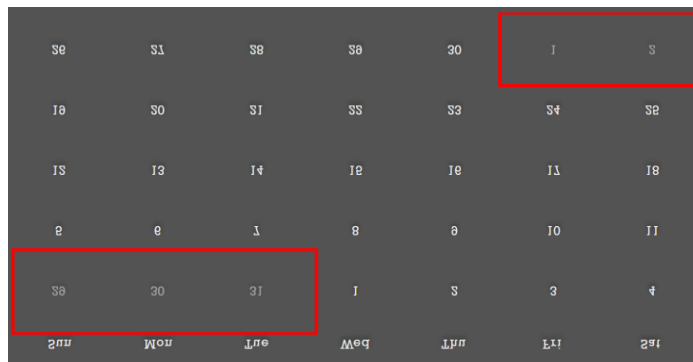 Sun Mon Tue Wed Thu Fri Sat
29 30 31 1 2 3 4
5 6 7 8 9 10 11
12 13 14 15 16 17 18
19 20 21 22 23 24 25
26 27 28 29 30 1 2